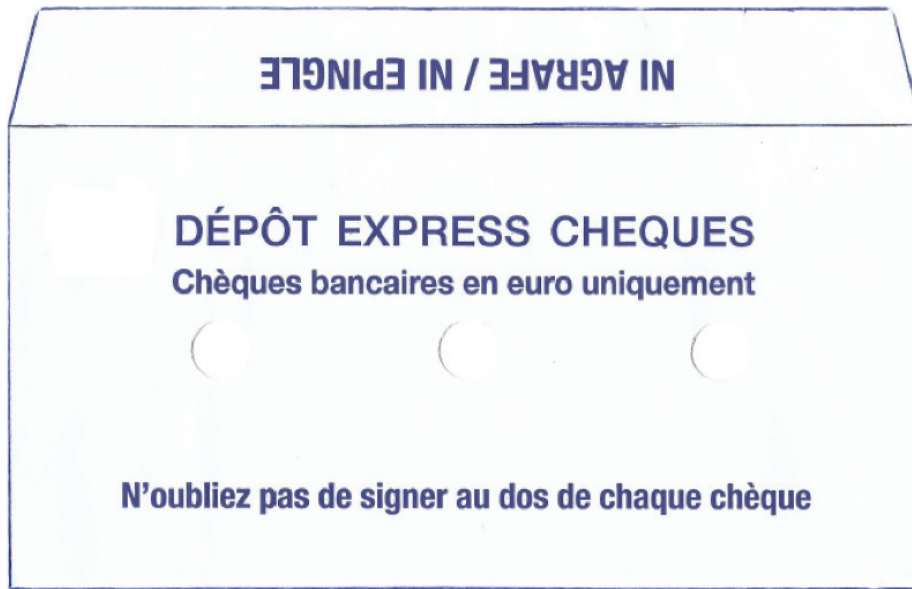 NI AGRAFE / NI EPINGLE
DÉPÔT EXPRESS CHEQUES
Chèques bancaires en euro uniquement
N'oubliez pas de signer au dos de chaque chèque